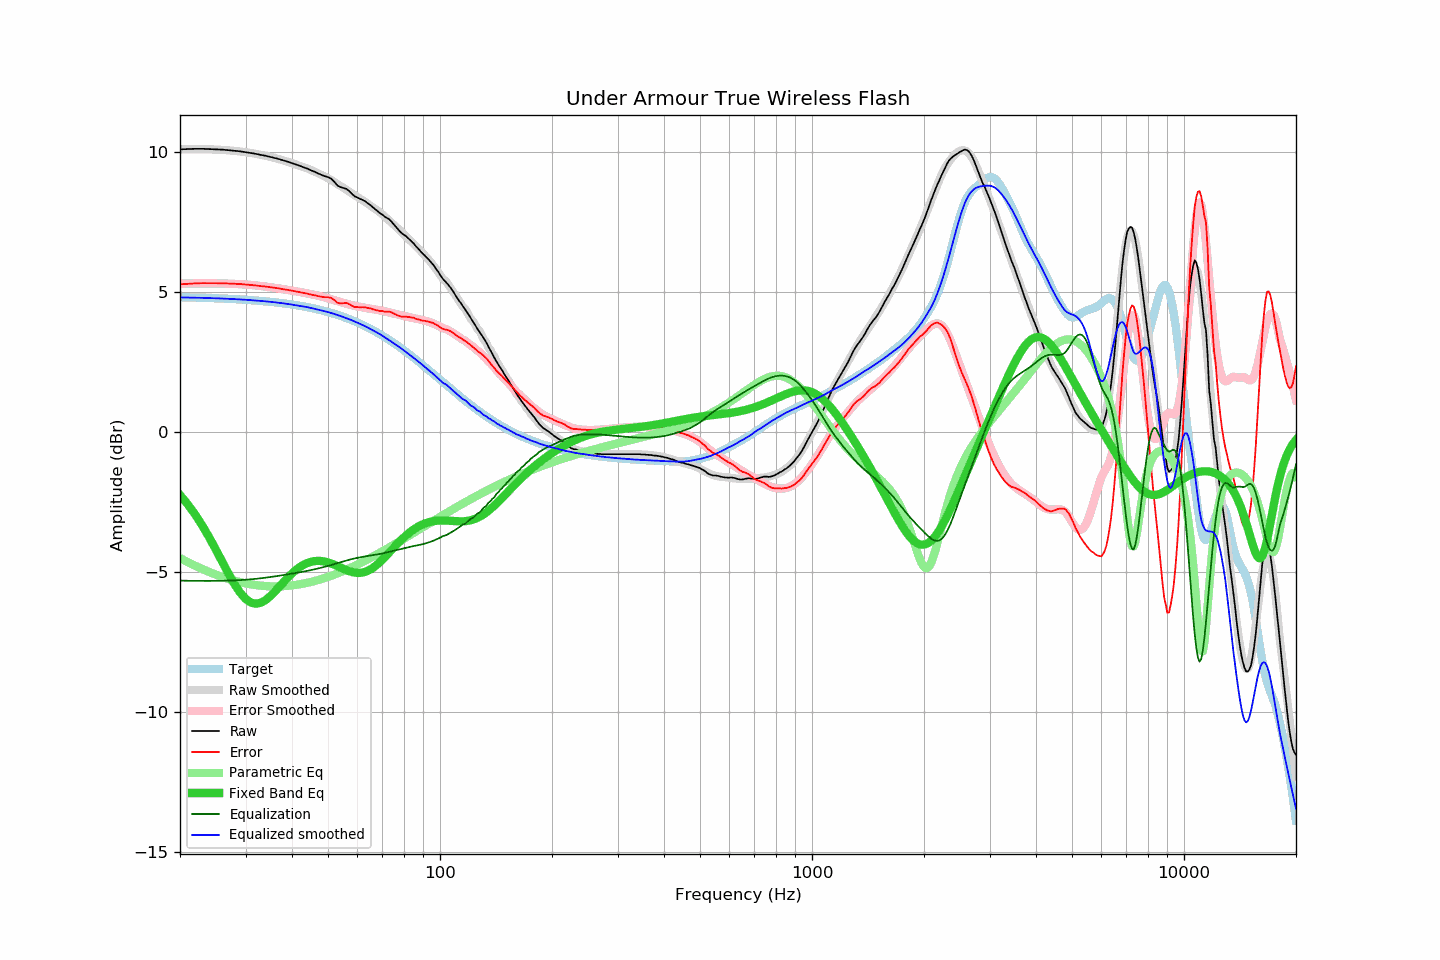 Under Armour True Wireless Flash
Amplitude (dBr)
10
5
0
−5
−10
−15
Target
Raw Smoothed
Error Smoothed
Raw
Error
Parametric Eq
Fixed Band Eq
Equalization
Equalized smoothed
100
1000
10000
Frequency (Hz)